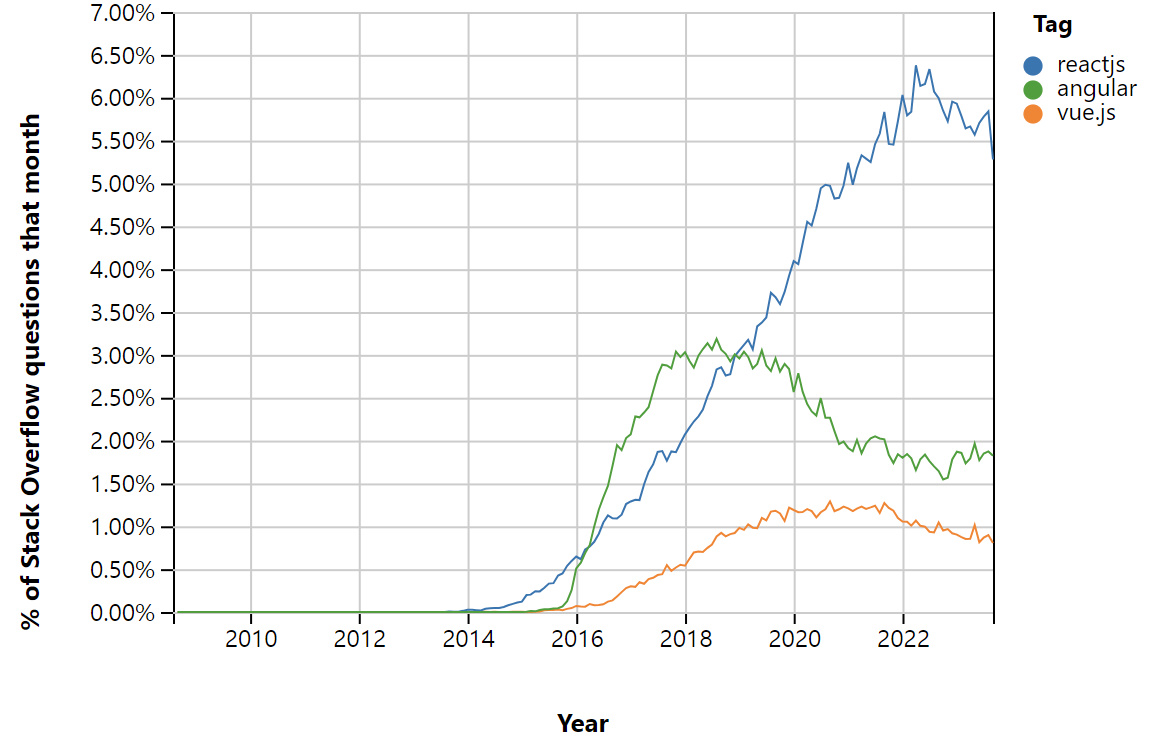 7.00%
6.50%
6.00%
5.50%
5.00%
4.50%
4.00%
3.50%
3.00%
2.50%
2.00%
1.50%
1.00%
0.50%
0.00%
% of Stack Overflow questions that month
2010 2012 2014 2016 2018 2020 2022
Year
Tag
reactjs
angular
vue.js